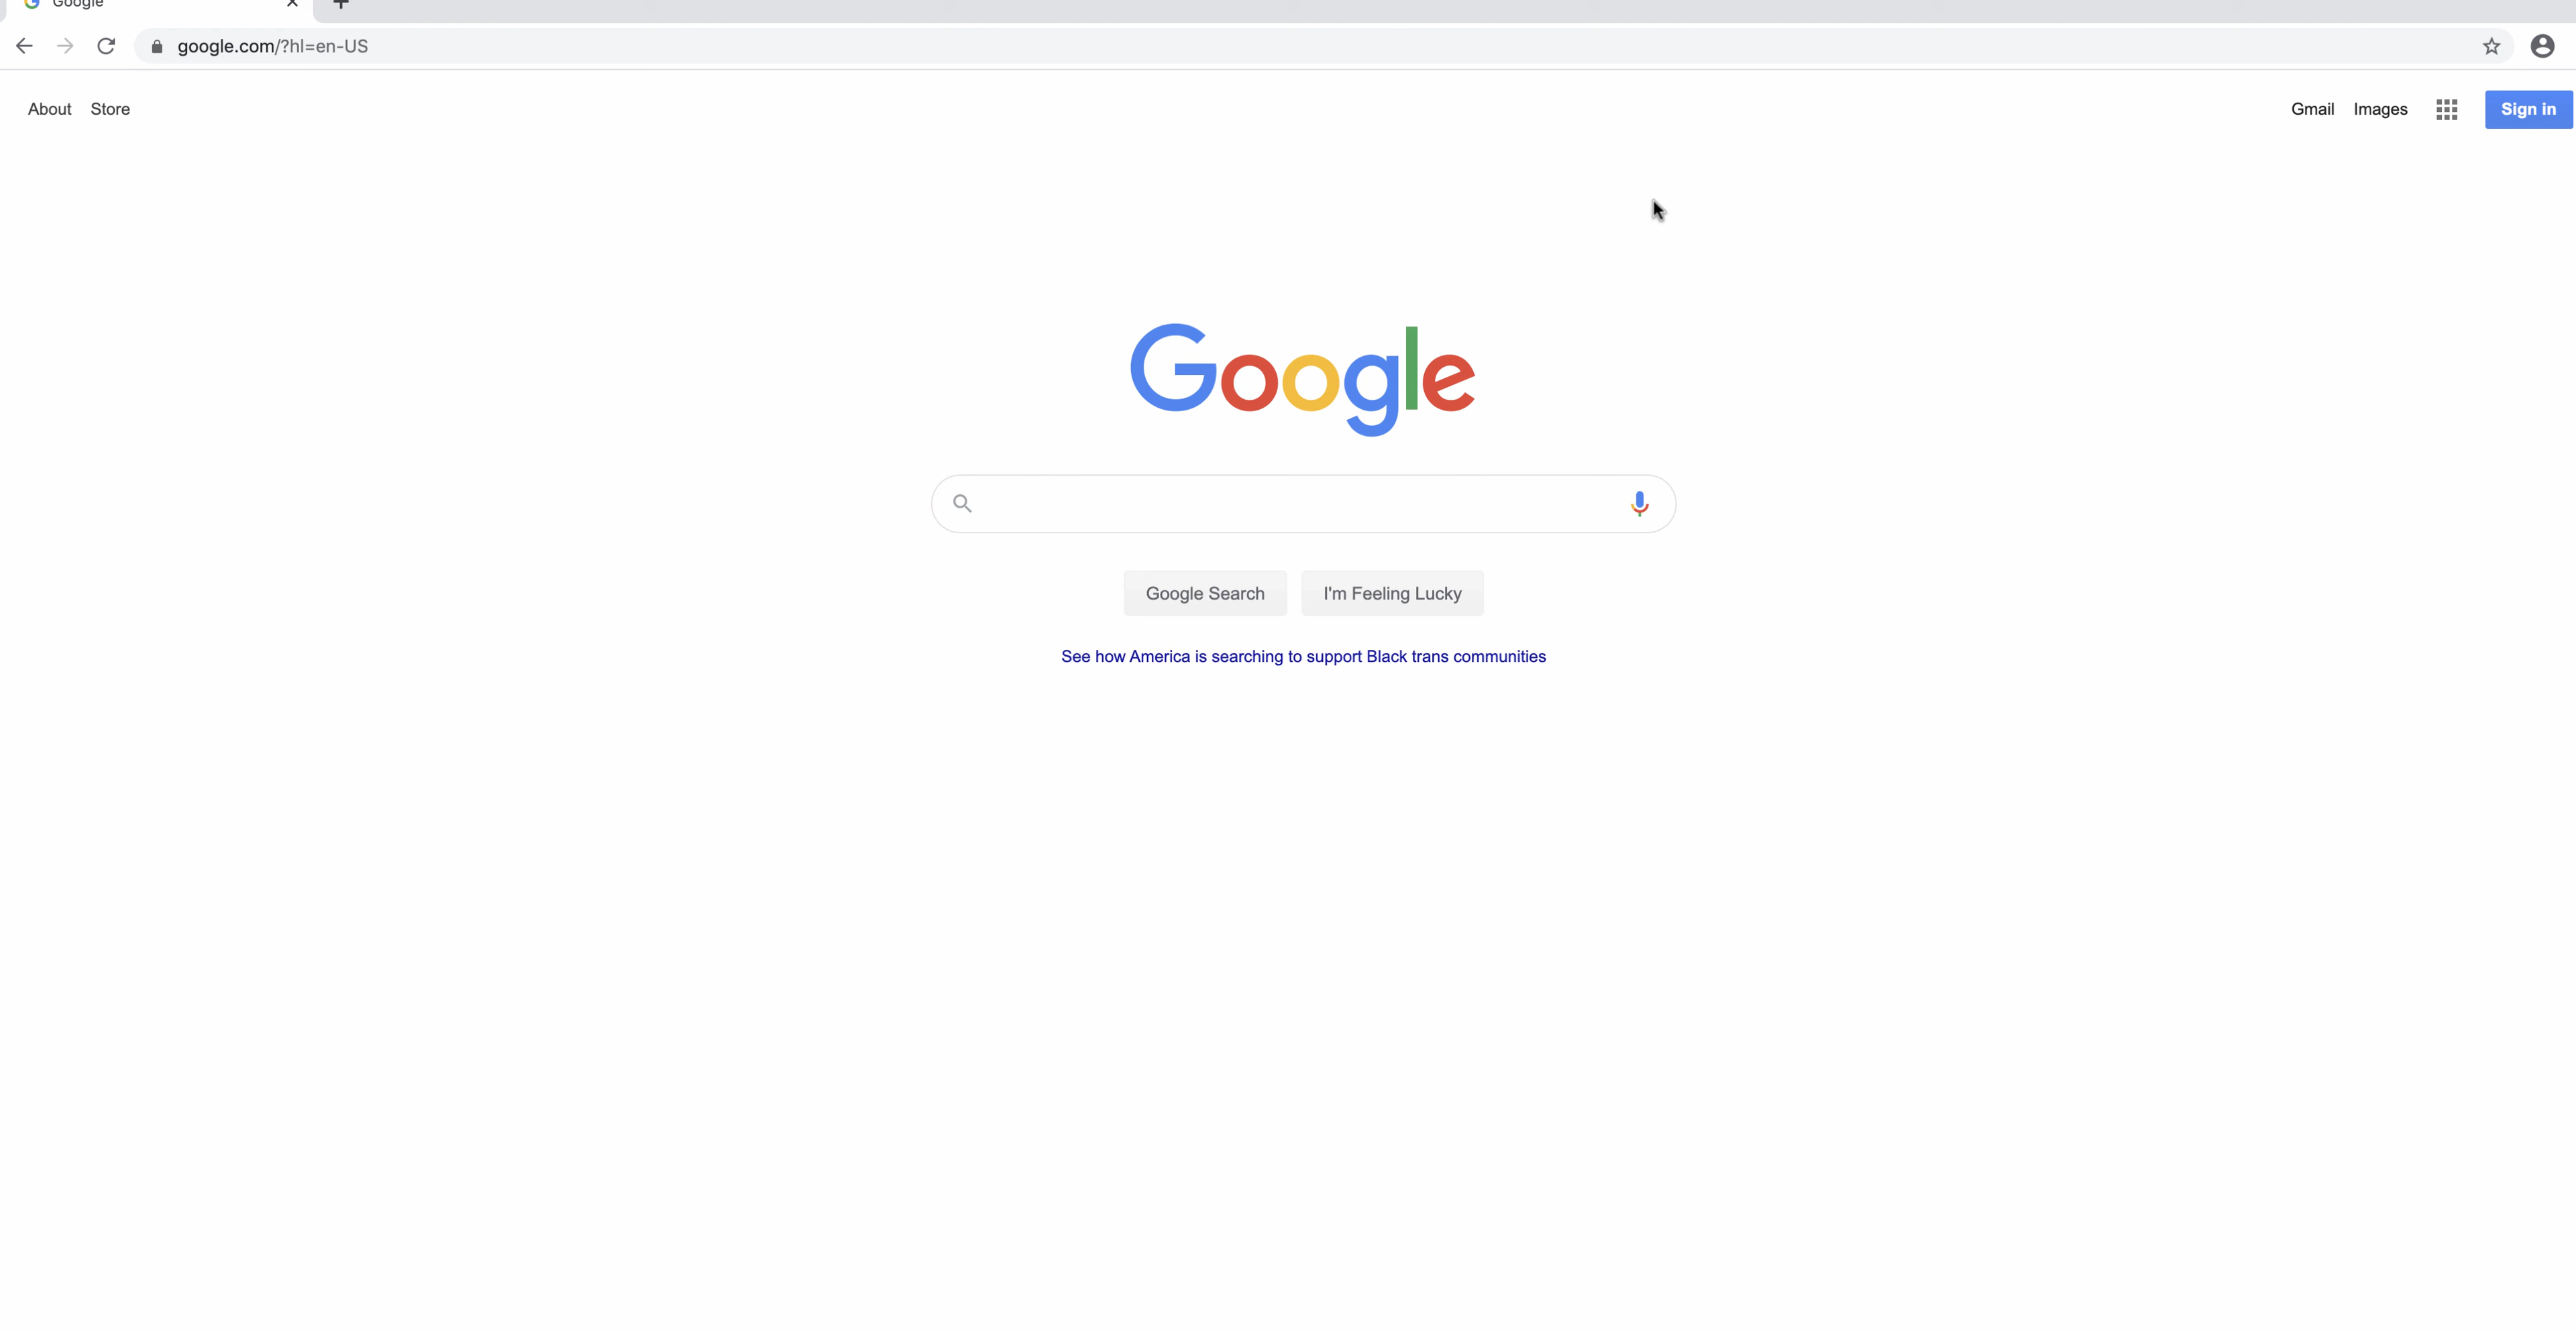 Google
google.com/?hl=en-US
About Store
Gmail Images Sign in
Google
Google Search I'm Feeling Lucky
See how America is searching to support Black trans communities